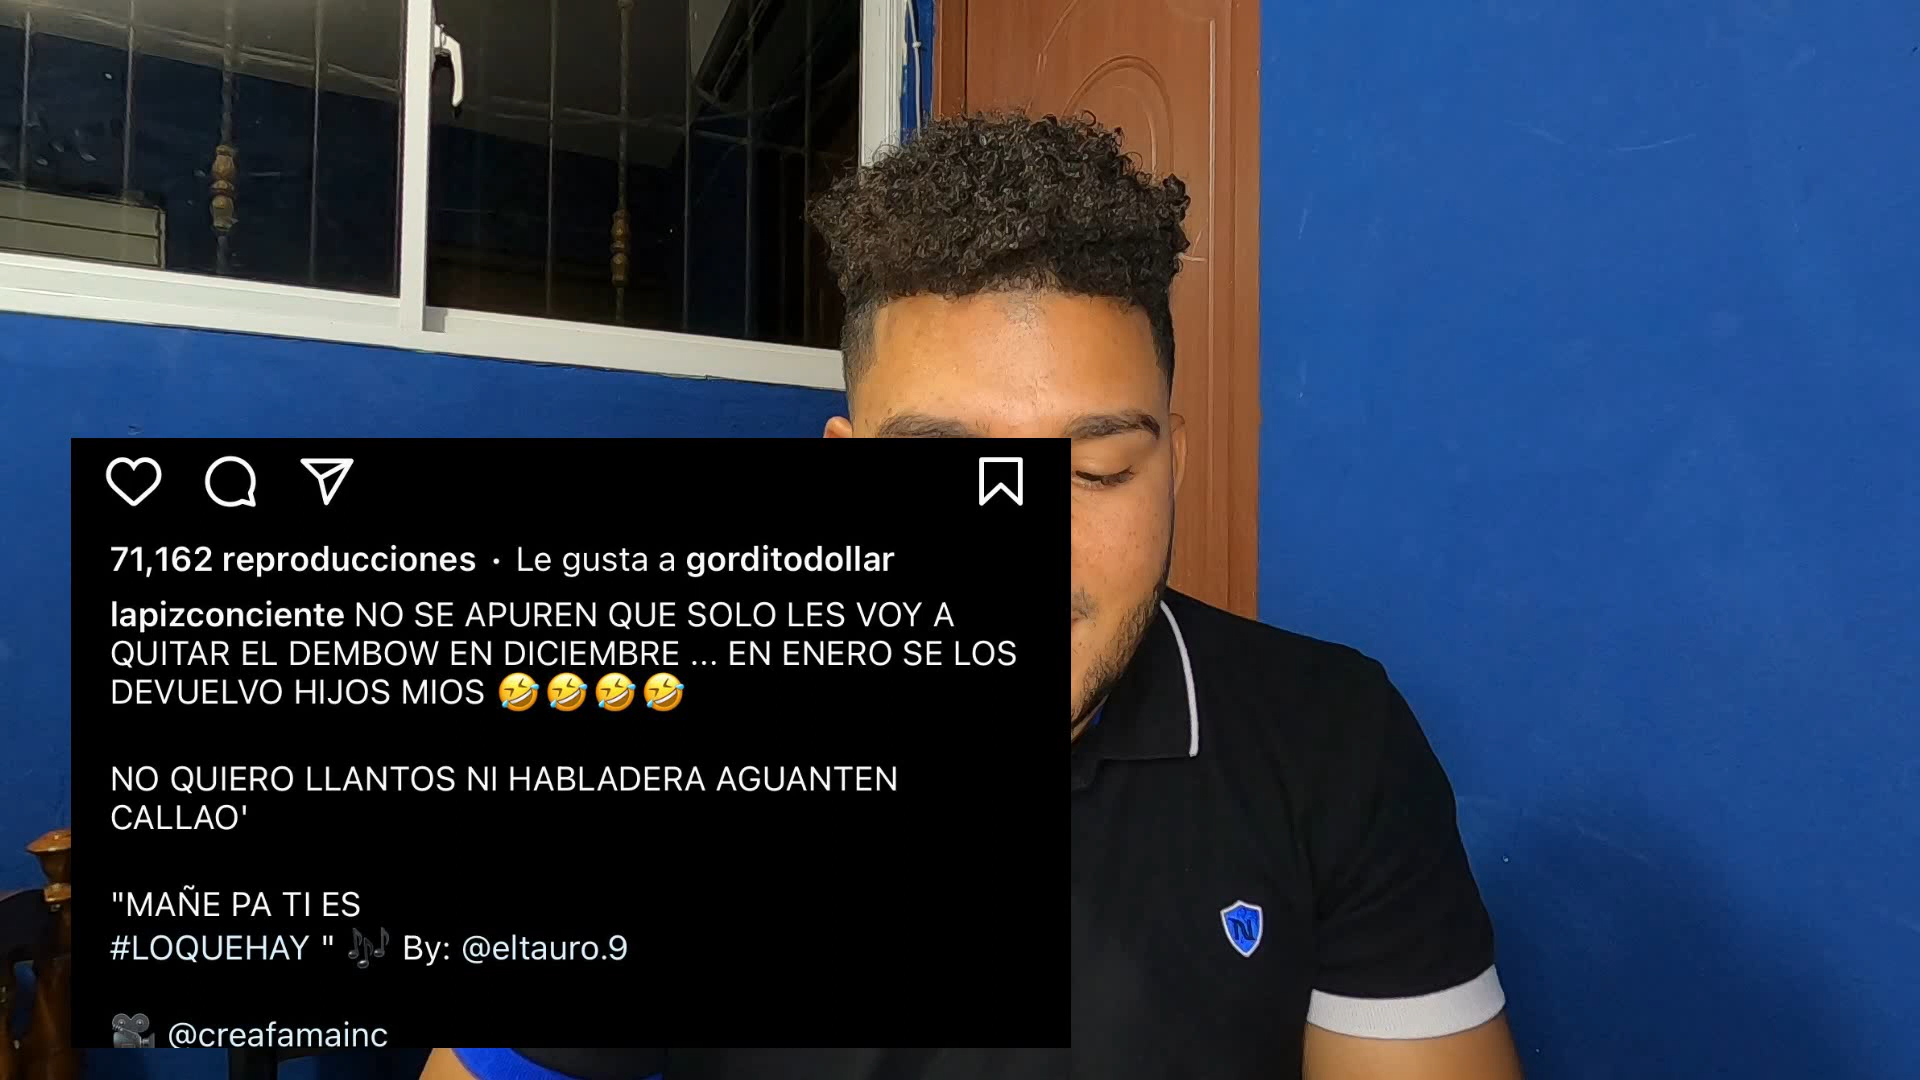 71,162 reproducciones · Le gusta a gorditodollar
lapizconciente NO SE APUREN QUE SOLO LES VOY A
QUITAR EL DEMBOW EN DICIEMBRE ... EN ENERO SE LOS
DEVUELVO HIJOS MIOS 🤣🤣🤣🤣
NO QUIERO LLANTOS NI HABLADERA AGUANTEN
CALLAO'
"MAÑE PA TI ES
#LOQUEHAY " 🎶 By: @eltauro.9
🎥 @creafamainc
N